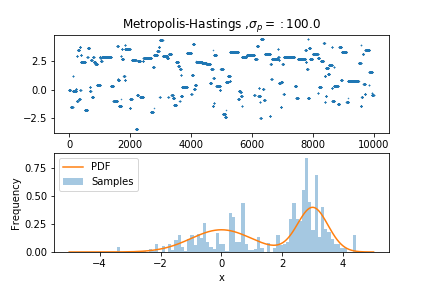 Metropolis-Hastings ,σp = :100.0
2.5
0.0
−2.5
0 2000 4000 6000 8000 10000
PDF
Samples
Frequency
0.75
0.50
0.25
0.00
−4 −2 0 2 4
x